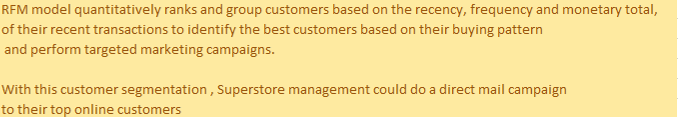 RFM model quantitatively ranks and group customers based on the recency, frequency and monetary total,
of their recent transactions to identify the best customers based on their buying pattern
and perform targeted marketing campaigns.
With this customer segmentation , Superstore management could do a direct mail campaign
to their top online customers